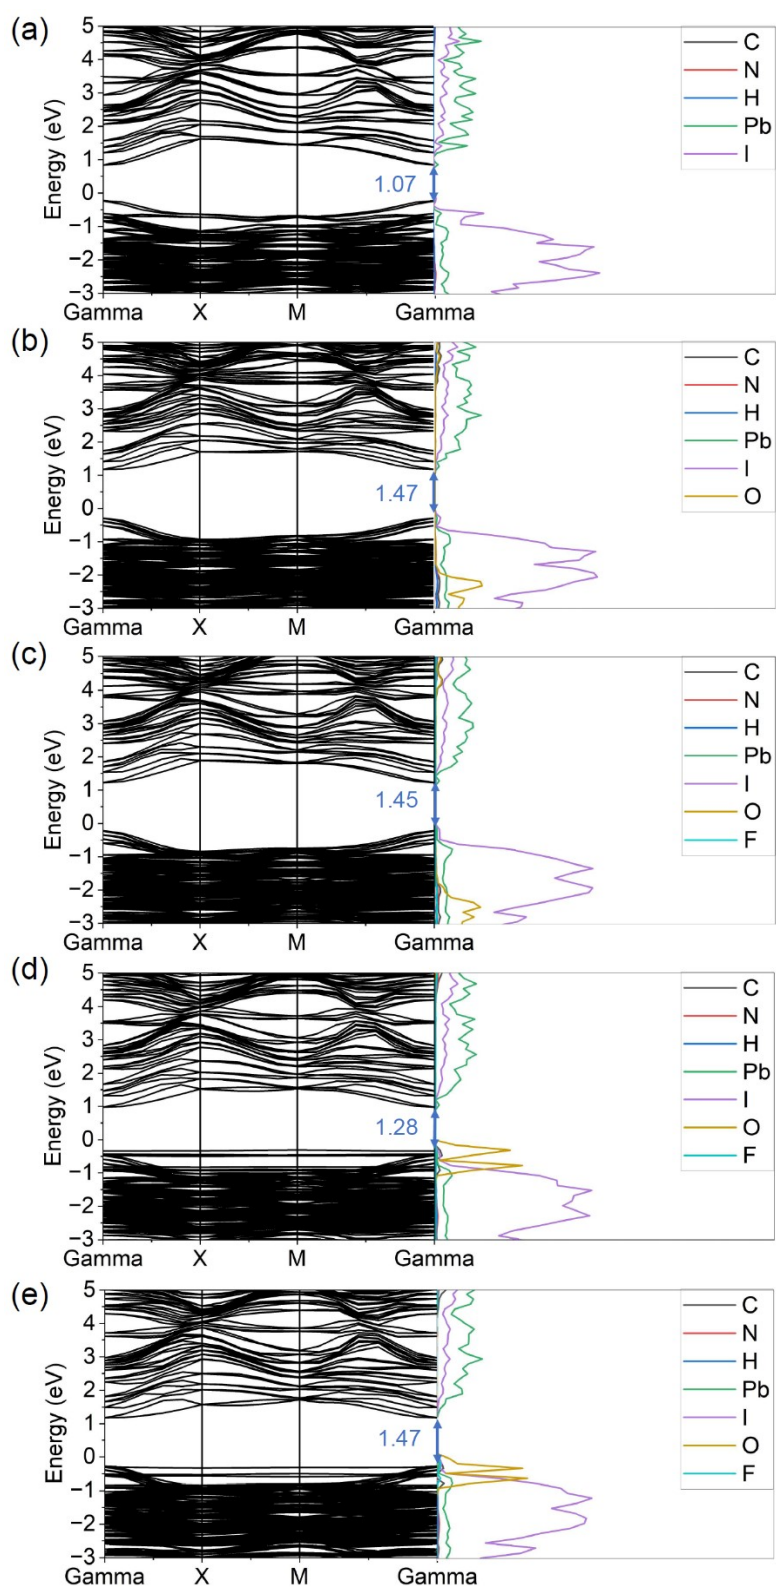 (a)
Energy (eV)
5
4
3
2
1
0
−1
−2
−3
Gamma
X
M
Gamma
1.07
C
N
H
Pb
I
(b)
Energy (eV)
5
4
3
2
1
0
−1
−2
−3
Gamma
X
M
Gamma
1.47
C
N
H
Pb
I
O
(c)
Energy (eV)
5
4
3
2
1
0
−1
−2
−3
Gamma
X
M
Gamma
1.45
C
N
H
Pb
I
O
F
(d)
Energy (eV)
5
4
3
2
1
0
−1
−2
−3
Gamma
X
M
Gamma
1.28
C
N
H
Pb
I
O
F
(e)
Energy (eV)
5
4
3
2
1
0
−1
−2
−3
Gamma
X
M
Gamma
1.47
C
N
H
Pb
I
O
F